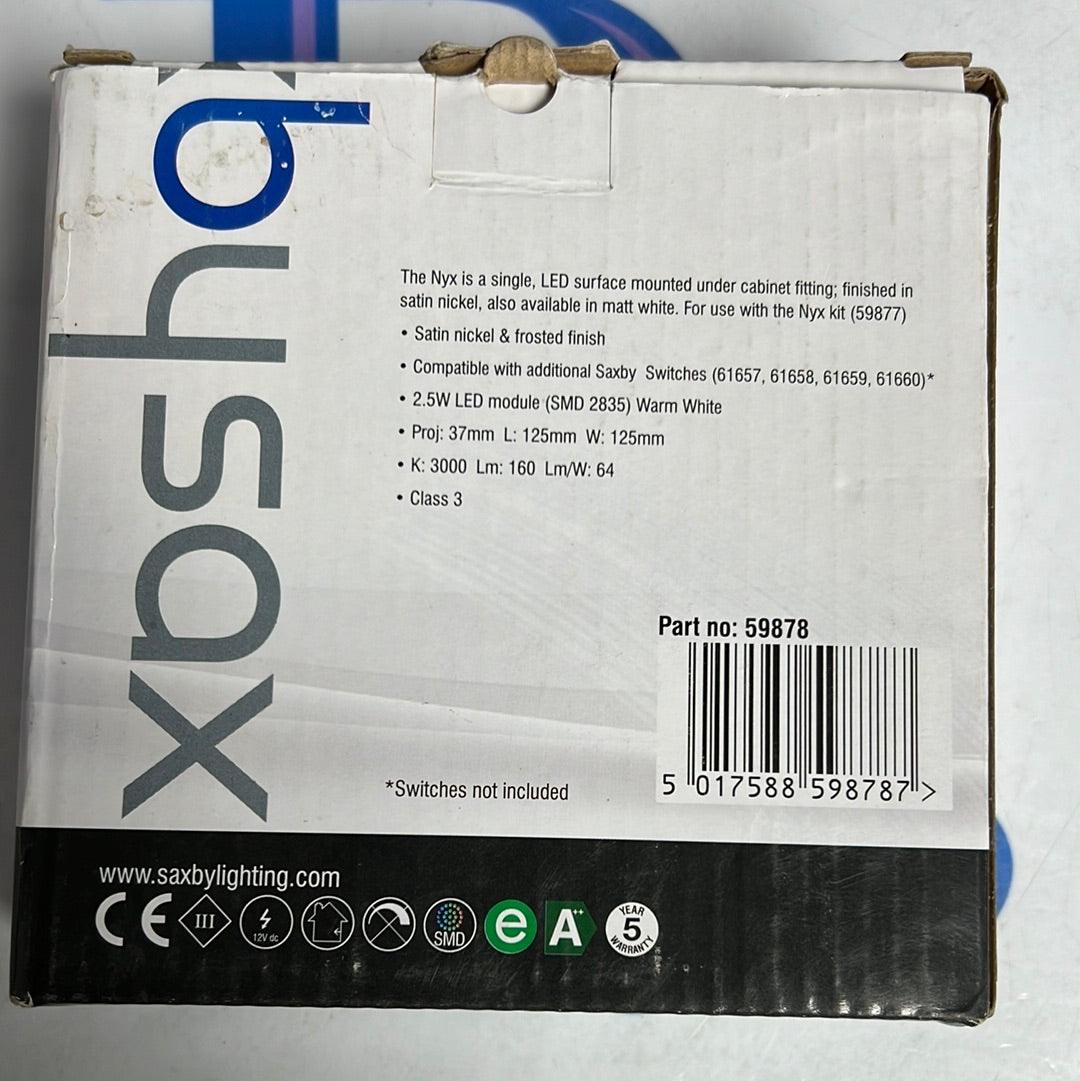 saxby
The Nyx is a single, LED surface mounted under cabinet fitting; finished in
satin nickel, also available in matt white. For use with the Nyx kit (59877)
• Satin nickel & frosted finish
• Compatible with additional Saxby Switches (61657, 61658, 61659, 61660)*
• 2.5W LED module (SMD 2835) Warm White
• Proj: 37mm L: 125mm W: 125mm
• K: 3000 Lm: 160 Lm/W: 64
• Class 3
Part no: 59878
5 017588 598787 >
*Switches not included
www.saxbylighting.com
CE III 12V dc SMD e A++ YEAR 5 WARRANTY